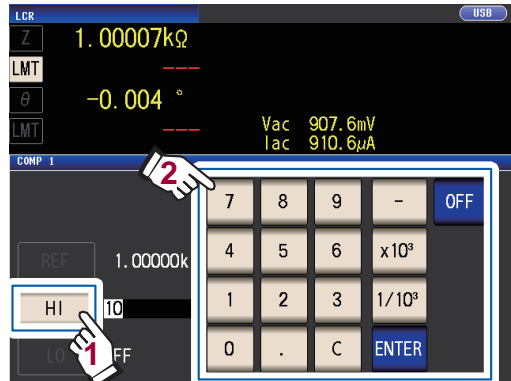 LCR USB
Z 1.00007kΩ
LMT ---
θ -0.004 °
LMT ---
Vac 907.6mV
Iac 910.6μA
COMP 1
2
7 8 9 - OFF
4 5 6 x10³
REF 1.00000k
1 2 3 1/10³
HI 10
1
0 . C ENTER
LO FF